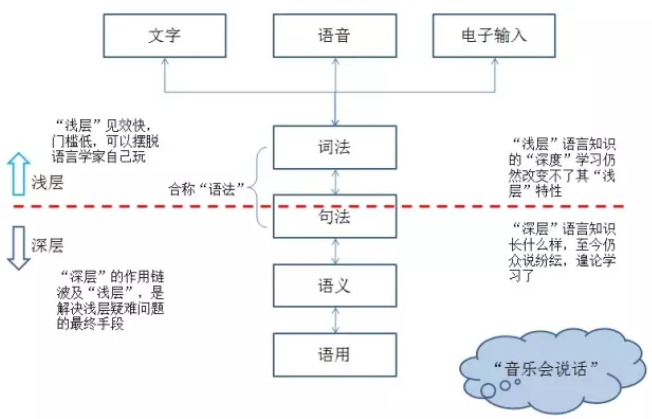 文字
语音
电子输入
“浅层”见效快，
门槛低，可以摆脱
语言学家自己玩
词法
“浅层”语言知识
的“深度”学习仍
然改变不了其“浅
层”特性
浅层
合称“语法”
句法
深层
“深层”语言知识
长什么样，至今仍
众说纷纭，遑论学
习了
“深层”的作用链
波及“浅层”，是
解决浅层疑难问题
的最终手段
语义
语用
“音乐会说话”